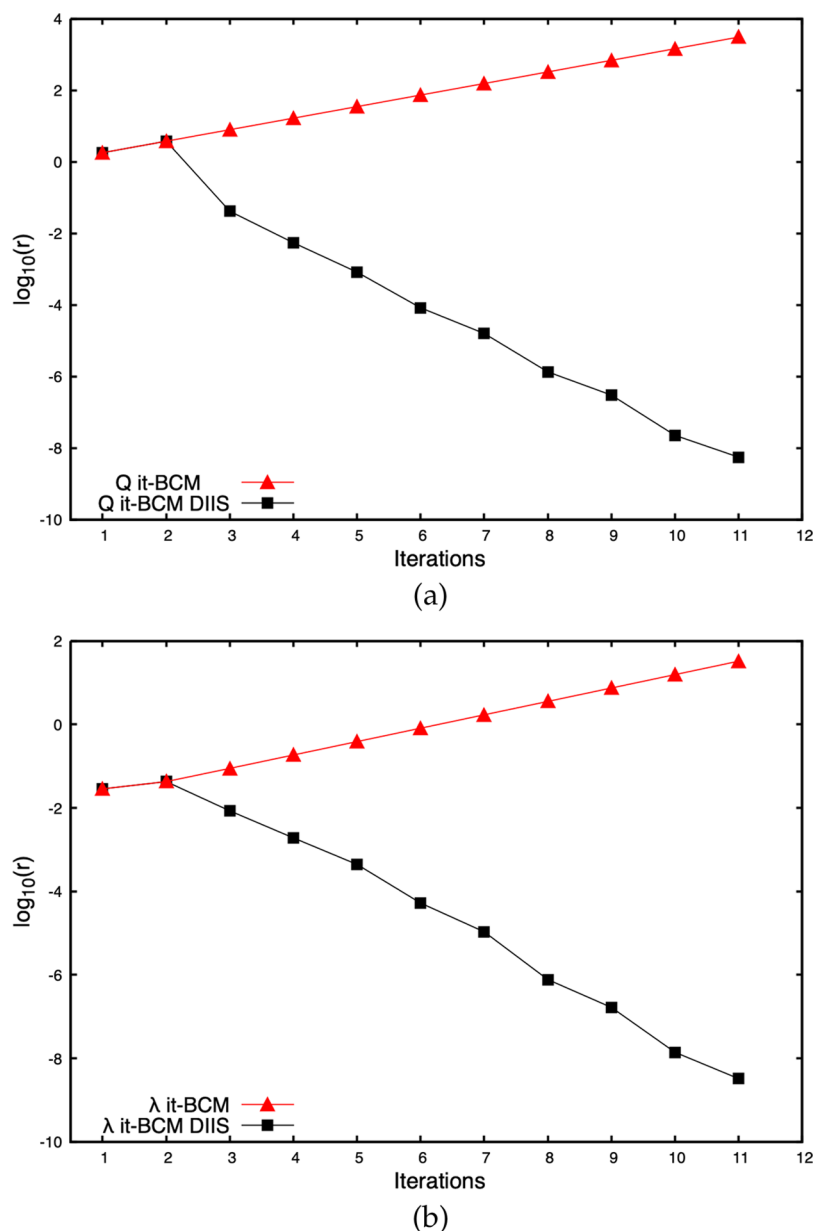 4
2
0
-2
-4
-6
-8
-10
log10(r)
Q it-BCM
Q it-BCM DIIS
1 2 3 4 5 6 7 8 9 10 11 12
Iterations
(a)
2
0
-2
-4
-6
-8
-10
log10(r)
λ it-BCM
λ it-BCM DIIS
1 2 3 4 5 6 7 8 9 10 11 12
Iterations
(b)